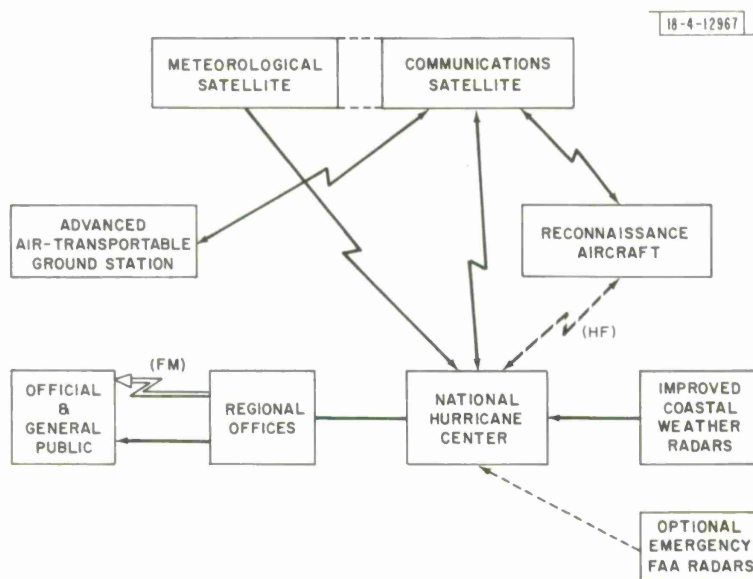 18-4-12967
METEOROLOGICAL
SATELLITE
COMMUNICATIONS
SATELLITE
ADVANCED
AIR-TRANSPORTABLE
GROUND STATION
RECONNAISSANCE
AIRCRAFT
(HF)
(FM)
OFFICIAL
&
GENERAL
PUBLIC
REGIONAL
OFFICES
NATIONAL
HURRICANE
CENTER
IMPROVED
COASTAL
WEATHER
RADARS
OPTIONAL
EMERGENCY
FAA RADARS